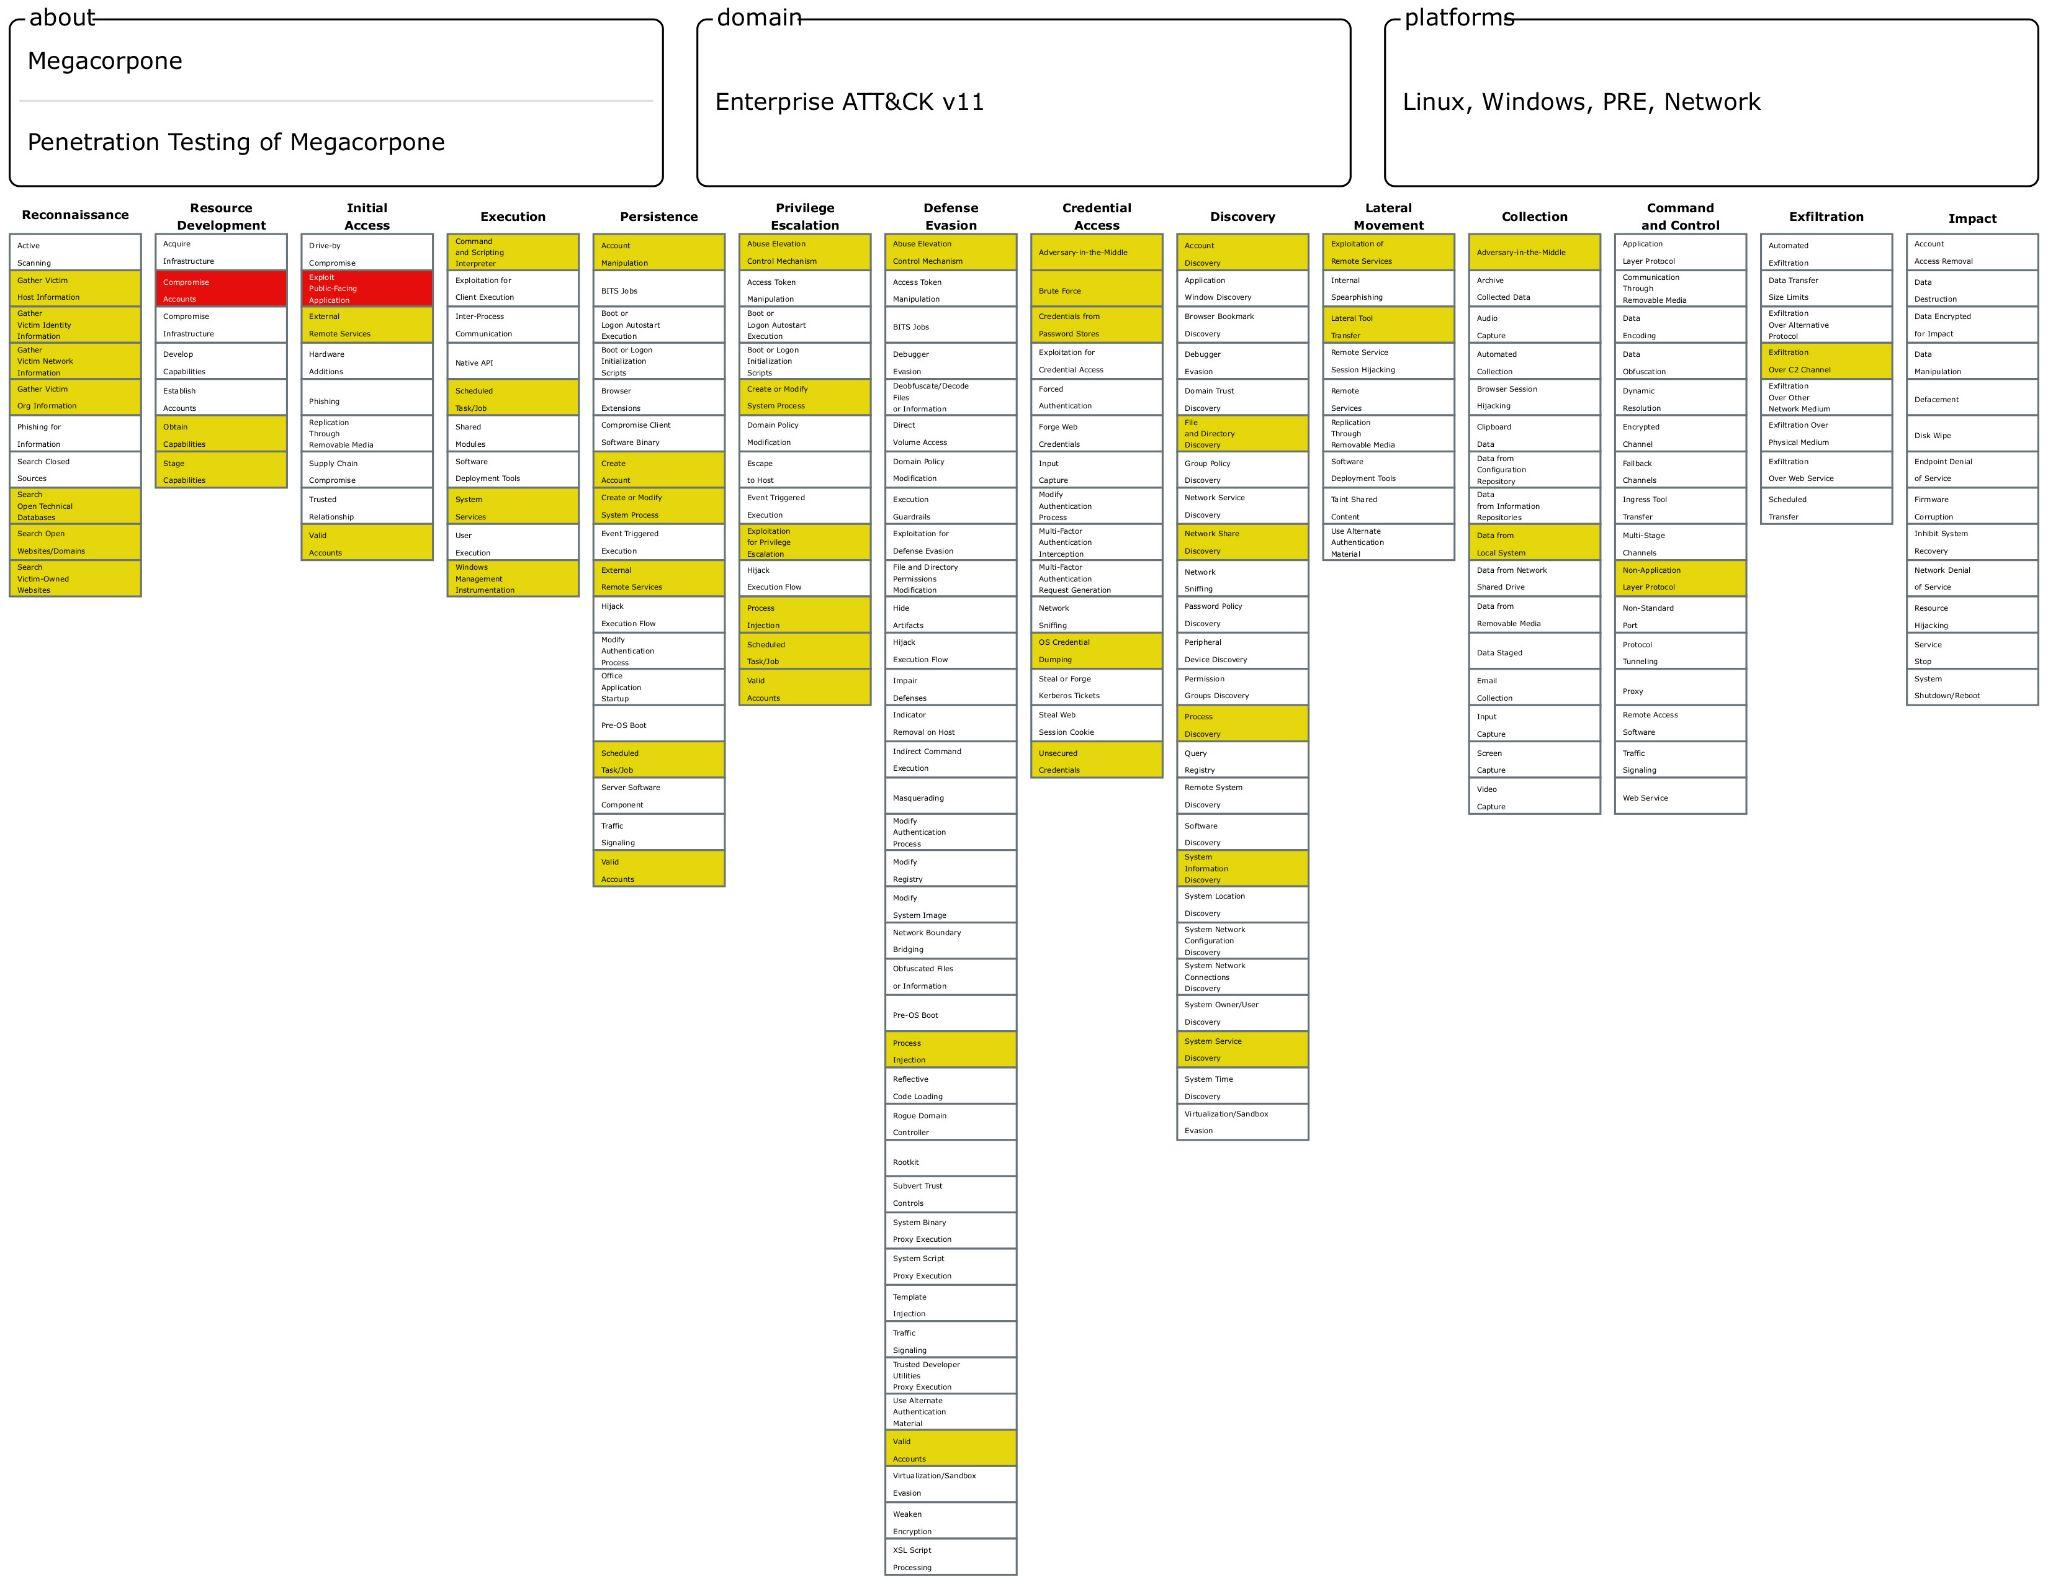 about
Megacorpone
Penetration Testing of Megacorpone
domain
Enterprise ATT&CK v11
platforms
Linux, Windows, PRE, Network
Reconnaissance
Active
Scanning
Gather Victim
Host Information
Gather
Victim Identity
Information
Gather
Victim Network
Information
Gather Victim
Org Information
Phishing for
Information
Search Closed
Sources
Search
Open Technical
Databases
Search Open
Websites/Domains
Search
Victim-Owned
Websites
Resource
Development
Acquire
Infrastructure
Compromise
Accounts
Compromise
Infrastructure
Develop
Capabilities
Establish
Accounts
Obtain
Capabilities
Stage
Capabilities
Initial
Access
Drive-by
Compromise
Exploit
Public-Facing
Application
External
Remote Services
Hardware
Additions
Phishing
Replication
Through
Removable Media
Supply Chain
Compromise
Trusted
Relationship
Valid
Accounts
Execution
Command
and Scripting
Interpreter
Exploitation for
Client Execution
Inter-Process
Communication
Native API
Scheduled
Task/Job
Shared
Modules
Software
Deployment Tools
System
Services
User
Execution
Windows
Management
Instrumentation
Persistence
Account
Manipulation
BITS Jobs
Boot or
Logon Autostart
Execution
Boot or Logon
Initialization
Scripts
Browser
Extensions
Compromise Client
Software Binary
Create
Account
Create or Modify
System Process
Event Triggered
Execution
External
Remote Services
Hijack
Execution Flow
Modify
Authentication
Process
Office
Application
Startup
Pre-OS Boot
Scheduled
Task/Job
Server Software
Component
Traffic
Signaling
Valid
Accounts
Privilege
Escalation
Abuse Elevation
Control Mechanism
Access Token
Manipulation
Boot or
Logon Autostart
Execution
Boot or Logon
Initialization
Scripts
Create or Modify
System Process
Domain Policy
Modification
Escape
to Host
Event Triggered
Execution
Exploitation
for Privilege
Escalation
Hijack
Execution Flow
Process
Injection
Scheduled
Task/Job
Valid
Accounts
Defense
Evasion
Abuse Elevation
Control Mechanism
Access Token
Manipulation
BITS Jobs
Debugger
Evasion
Deobfuscate/Decode
Files
or Information
Direct
Volume Access
Domain Policy
Modification
Execution
Guardrails
Exploitation for
Defense Evasion
File and Directory
Permissions
Modification
Hide
Artifacts
Hijack
Execution Flow
Impair
Defenses
Indicator
Removal on Host
Indirect Command
Execution
Masquerading
Modify
Authentication
Process
Modify
Registry
Modify
System Image
Network Boundary
Bridging
Obfuscated Files
or Information
Pre-OS Boot
Process
Injection
Reflective
Code Loading
Rogue Domain
Controller
Rootkit
Subvert Trust
Controls
System Binary
Proxy Execution
System Script
Proxy Execution
Template
Injection
Traffic
Signaling
Trusted Developer
Utilities
Proxy Execution
Use Alternate
Authentication
Material
Valid
Accounts
Virtualization/Sandbox
Evasion
Weaken
Encryption
XSL Script
Processing
Credential
Access
Adversary-in-the-Middle
Brute Force
Credentials from
Password Stores
Exploitation for
Credential Access
Forced
Authentication
Forge Web
Credentials
Input
Capture
Modify
Authentication
Process
Multi-Factor
Authentication
Interception
Multi-Factor
Authentication
Request Generation
Network
Sniffing
OS Credential
Dumping
Steal or Forge
Kerberos Tickets
Steal Web
Session Cookie
Unsecured
Credentials
Discovery
Account
Discovery
Application
Window Discovery
Browser Bookmark
Discovery
Debugger
Evasion
Domain Trust
Discovery
File
and Directory
Discovery
Group Policy
Discovery
Network Service
Discovery
Network Share
Discovery
Network
Sniffing
Password Policy
Discovery
Peripheral
Device Discovery
Permission
Groups Discovery
Process
Discovery
Query
Registry
Remote System
Discovery
Software
Discovery
System
Information
Discovery
System Location
Discovery
System Network
Configuration
Discovery
System Network
Connections
Discovery
System Owner/User
Discovery
System Service
Discovery
System Time
Discovery
Virtualization/Sandbox
Evasion
Lateral
Movement
Exploitation of
Remote Services
Internal
Spearphishing
Lateral Tool
Transfer
Remote Service
Session Hijacking
Remote
Services
Replication
Through
Removable Media
Software
Deployment Tools
Taint Shared
Content
Use Alternate
Authentication
Material
Collection
Adversary-in-the-Middle
Archive
Collected Data
Audio
Capture
Automated
Collection
Browser Session
Hijacking
Clipboard
Data
Data from
Configuration
Repository
Data
from Information
Repositories
Data from
Local System
Data from Network
Shared Drive
Data from
Removable Media
Data Staged
Email
Collection
Input
Capture
Screen
Capture
Video
Capture
Command
and Control
Application
Layer Protocol
Communication
Through
Removable Media
Data
Encoding
Data
Obfuscation
Dynamic
Resolution
Encrypted
Channel
Fallback
Channels
Ingress Tool
Transfer
Multi-Stage
Channels
Non-Application
Layer Protocol
Non-Standard
Port
Protocol
Tunneling
Proxy
Remote Access
Software
Traffic
Signaling
Web Service
Exfiltration
Automated
Exfiltration
Data Transfer
Size Limits
Exfiltration
Over Alternative
Protocol
Exfiltration
Over C2 Channel
Exfiltration
Over Other
Network Medium
Exfiltration Over
Physical Medium
Exfiltration
Over Web Service
Scheduled
Transfer
Impact
Account
Access Removal
Data
Destruction
Data Encrypted
for Impact
Data
Manipulation
Defacement
Disk Wipe
Endpoint Denial
of Service
Firmware
Corruption
Inhibit System
Recovery
Network Denial
of Service
Resource
Hijacking
Service
Stop
System
Shutdown/Reboot